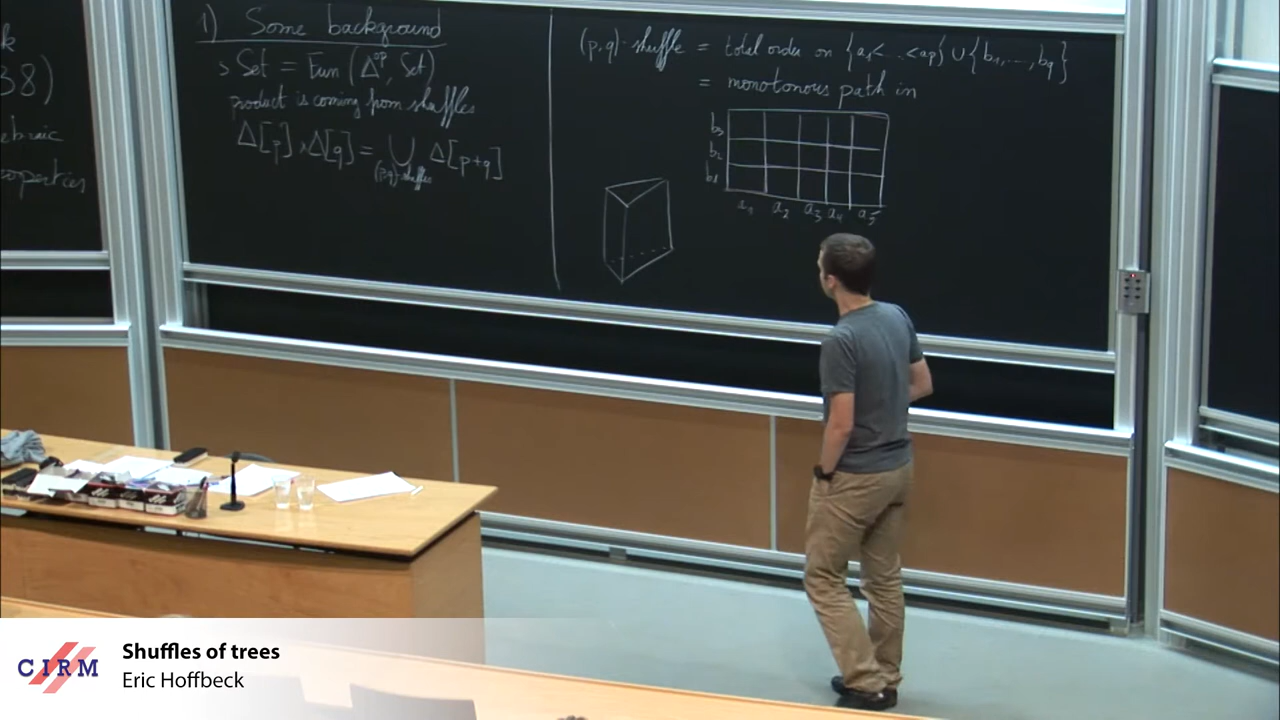 38)
1) Some background
> sSet = Fun (Δ^op, Set)
product is coming from shuffles
Δ[p] × Δ[q] = ∪ Δ[p+q]
(p,q)-shuffles
(p,q)-shuffle = total order on {a1<...<ap} ∪ {b1,...,bq}
= monotonous path in
b3
b2
b1
a1 a2 a3 a4 a5
Shuffles of trees
CIRM
Eric Hoffbeck